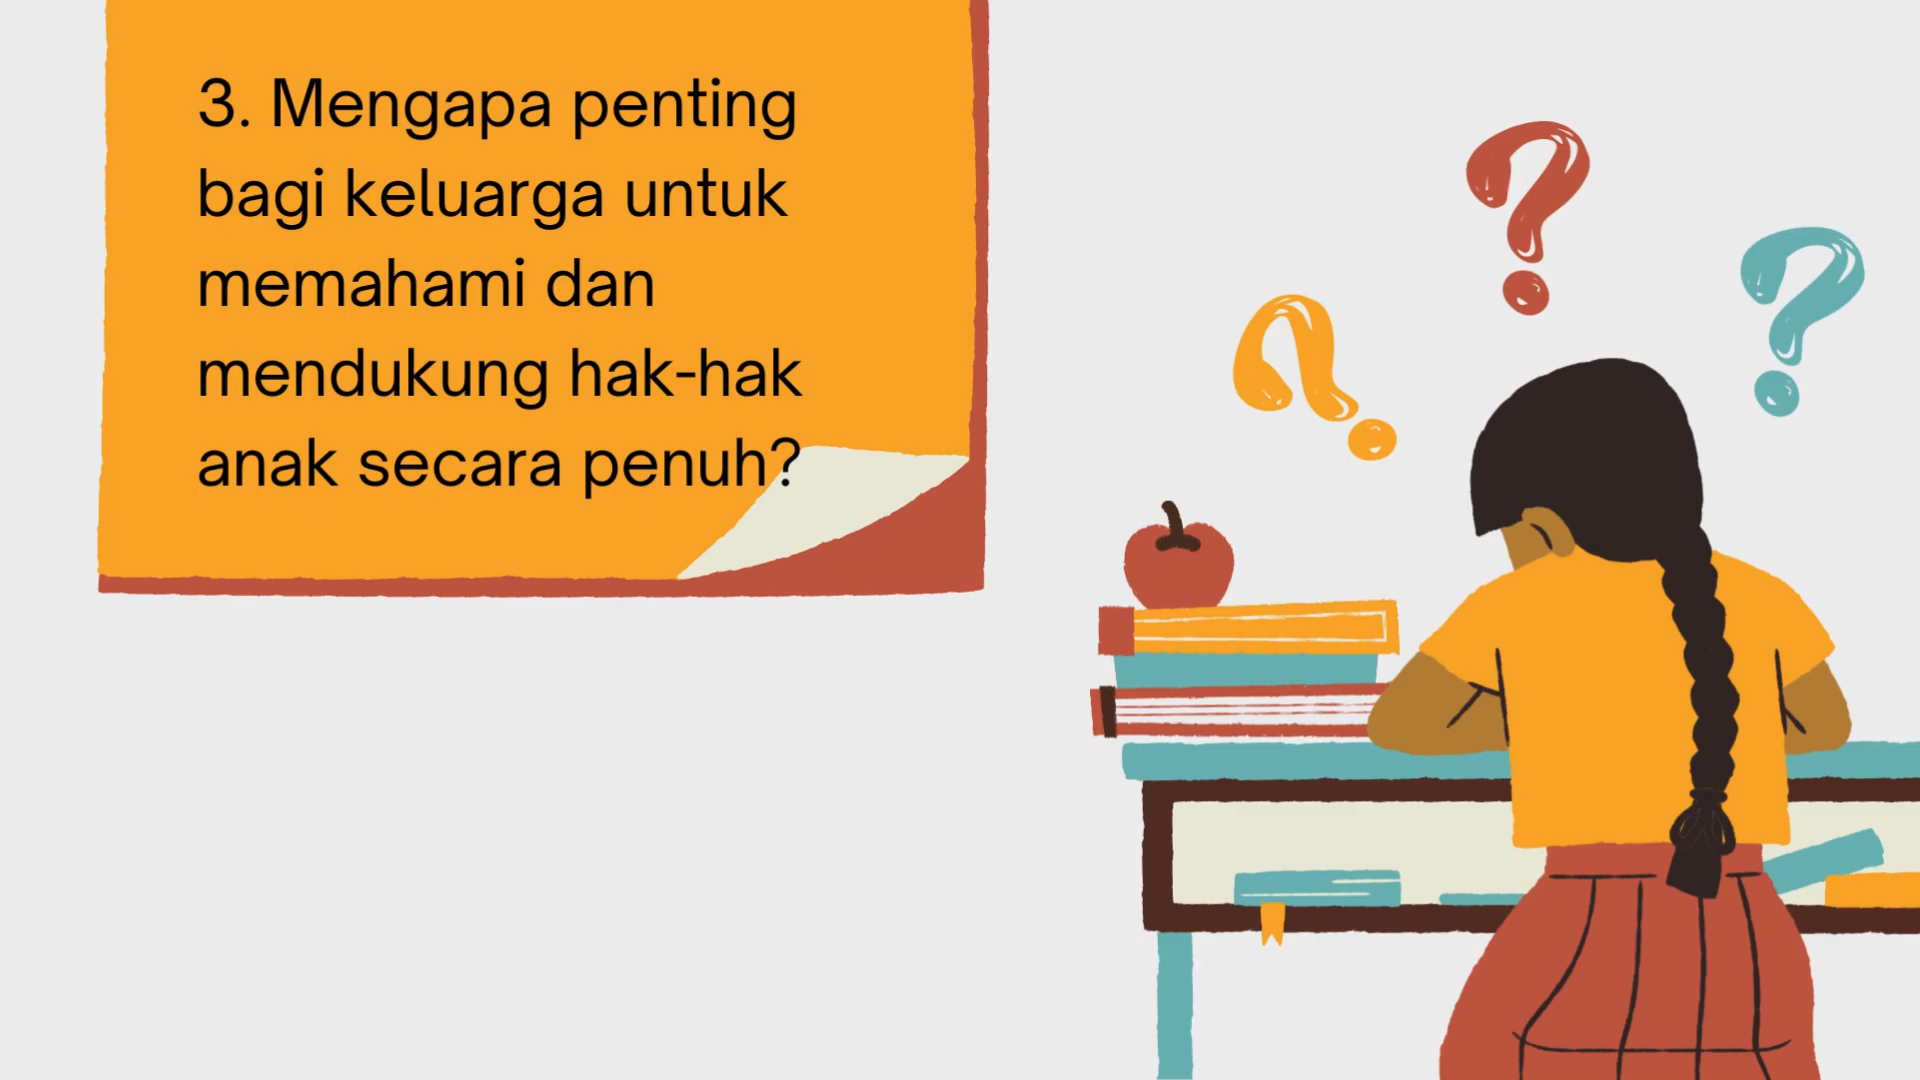 3. Mengapa penting
bagi keluarga untuk
memahami dan
mendukung hak-hak
anak secara penuh?